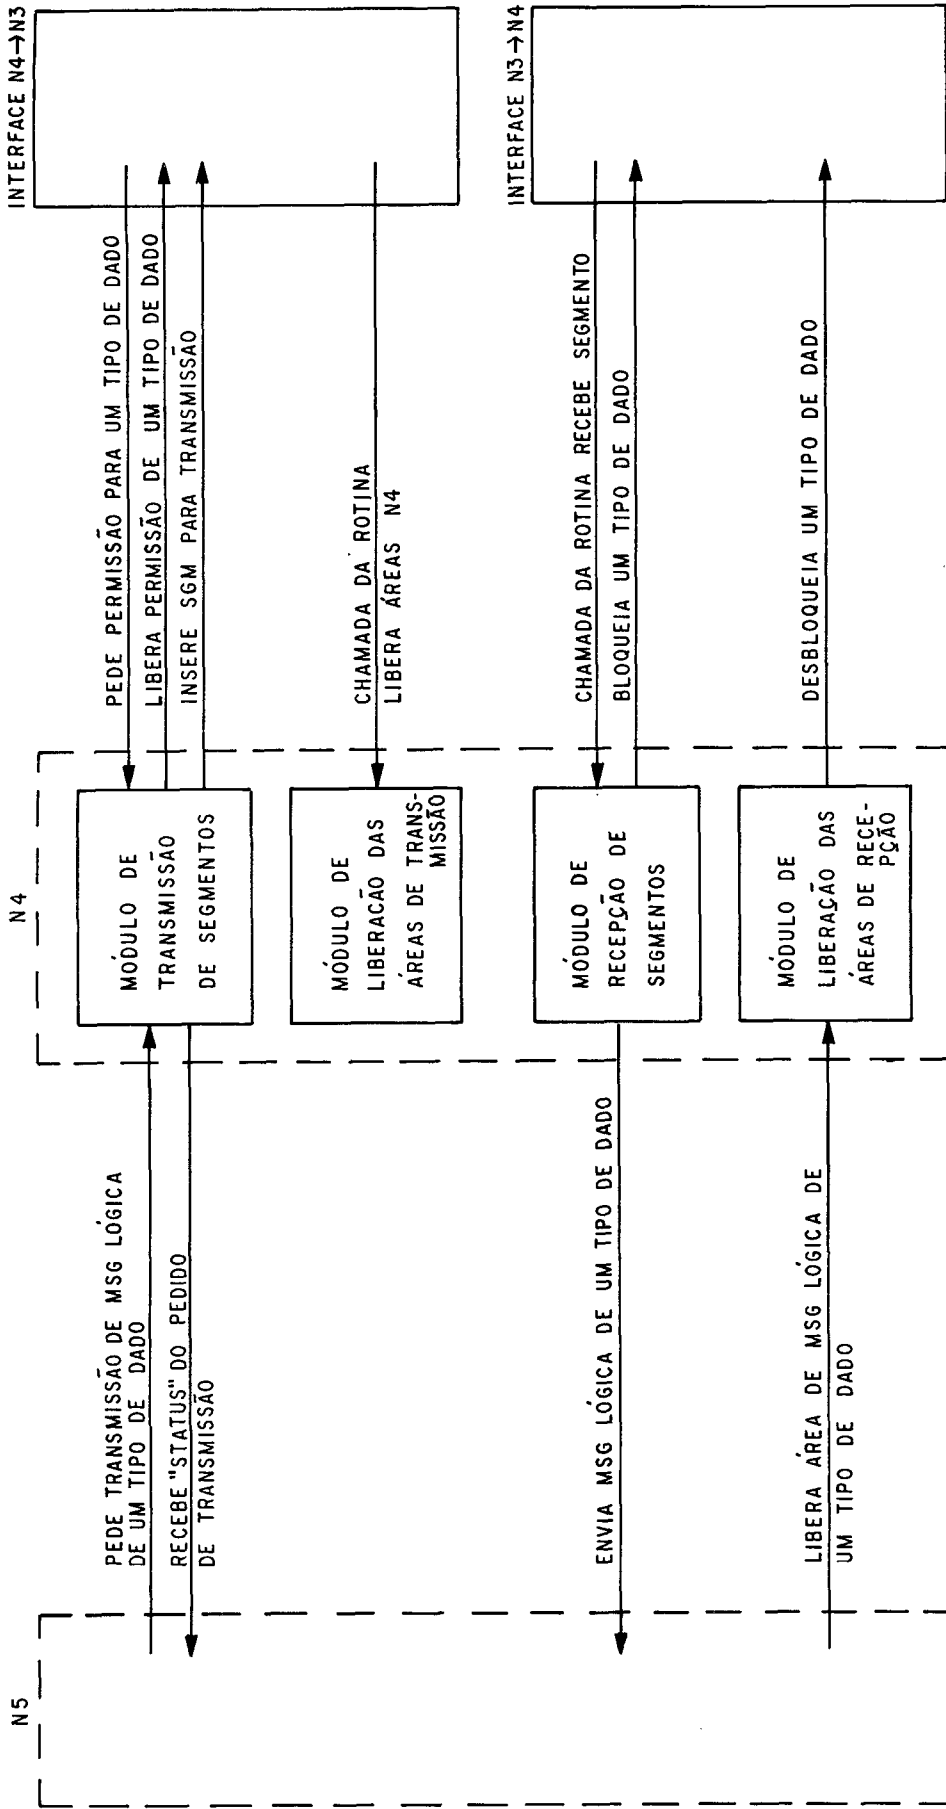 N5
N4
INTERFACE N4→N3
PEDE TRANSMISSÃO DE MSG LÓGICA
DE UM TIPO DE DADO
RECEBE "STATUS" DO PEDIDO
DE TRANSMISSÃO
MÓDULO DE
TRANSMISSÃO
DE SEGMENTOS
PEDE PERMISSÃO PARA UM TIPO DE DADO
LIBERA PERMISSÃO DE UM TIPO DE DADO
INSERE SGM PARA TRANSMISSÃO
MÓDULO DE
LIBERAÇÃO DAS
ÁREAS DE TRANS-
MISSÃO
CHAMADA DA ROTINA
LIBERA ÁREAS N4
INTERFACE N3→N4
ENVIA MSG LÓGICA DE UM TIPO DE DADO
MÓDULO DE
RECEPÇÃO DE
SEGMENTOS
CHAMADA DA ROTINA RECEBE SEGMENTO
BLOQUEIA UM TIPO DE DADO
LIBERA ÁREA DE MSG LÓGICA DE
UM TIPO DE DADO
MÓDULO DE
LIBERAÇÃO DAS
ÁREAS DE RECE-
PÇÃO
DESBLOQUEIA UM TIPO DE DADO